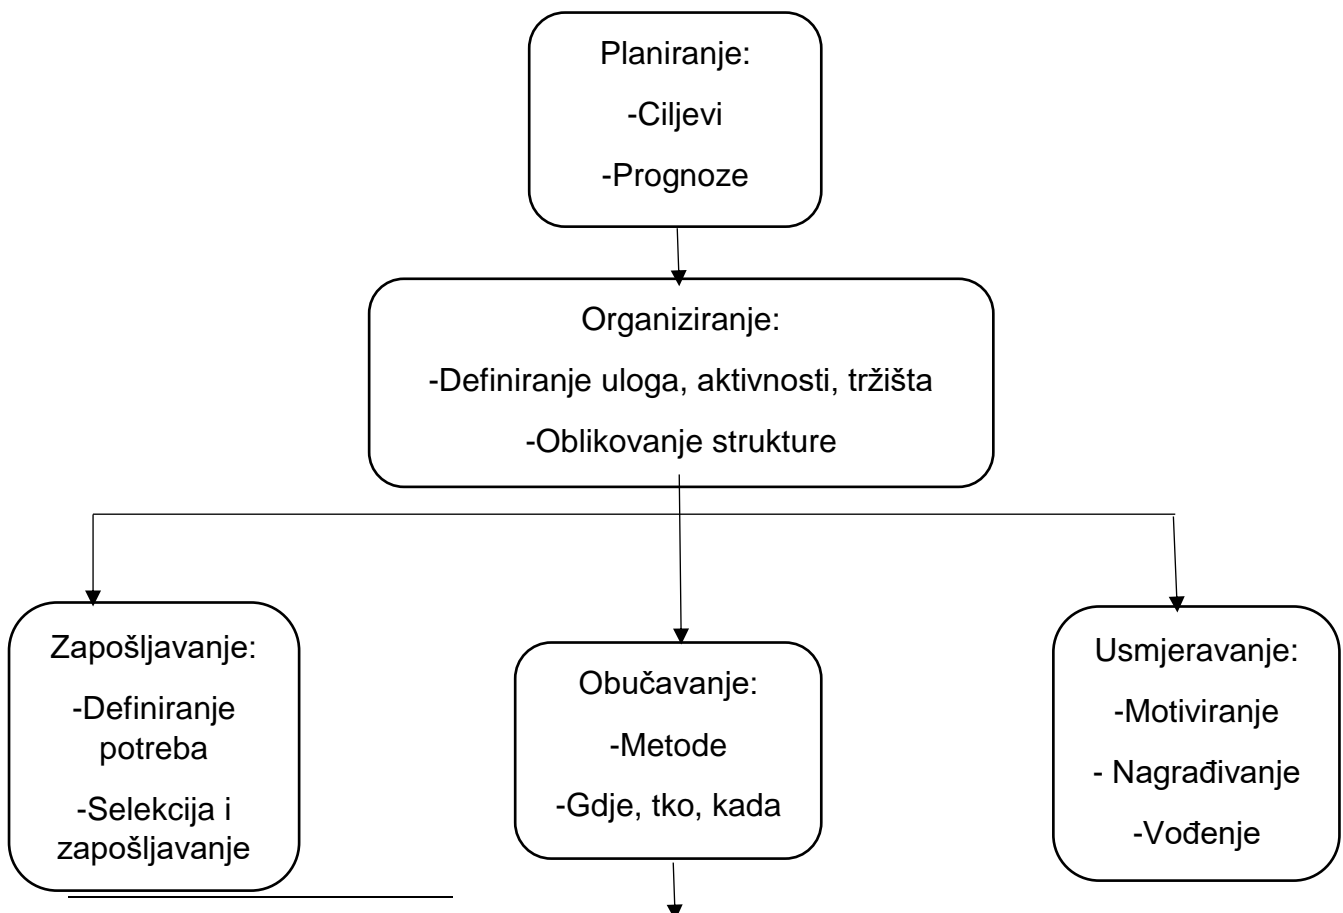 Planiranje:
-Ciljevi
-Prognoze
Organiziranje:
-Definiranje uloga, aktivnosti, tržišta
-Oblikovanje strukture
Zapošljavanje:
-Definiranje
potreba
-Selekcija i
zapošljavanje
Obučavanje:
-Metode
-Gdje, tko, kada
Usmjeravanje:
-Motiviranje
- Nagrađivanje
-Vođenje